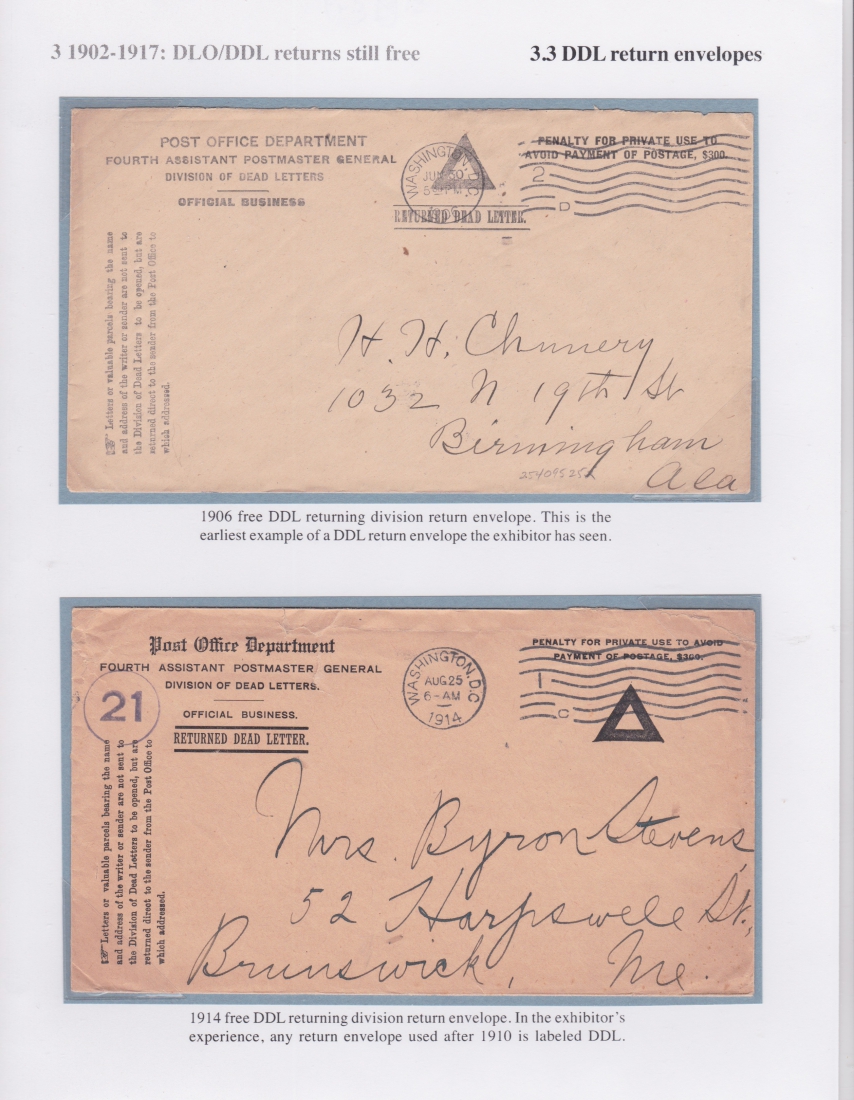 3 1902-1917: DLO/DDL returns still free
3.3 DDL return envelopes
POST OFFICE DEPARTMENT
FOURTH ASSISTANT POSTMASTER GENERAL
DIVISION OF DEAD LETTERS
OFFICIAL BUSINESS
WASHINGTON, D.C.
JUN 30
PM
2
D
PENALTY FOR PRIVATE USE TO
AVOID PAYMENT OF POSTAGE, $300.
RETURNED DEAD LETTER.
Letters or valuable parcels bearing the name
and address of the writer or sender are not sent to
the Division of Dead Letters to be opened, but are
returned direct to the sender from the Post Office to
which addressed.
H. H.
1032 N 19th St
Birmingham
Ala
1906 free DDL returning division return envelope. This is the
earliest example of a DDL return envelope the exhibitor has seen.
Post Office Department
FOURTH ASSISTANT POSTMASTER GENERAL
DIVISION OF DEAD LETTERS.
OFFICIAL BUSINESS.
RETURNED DEAD LETTER.
21
WASHINGTON, D.C
AUG 25
6-AM
1914
1
C
PENALTY FOR PRIVATE USE TO AVOID
PAYMENT OF POSTAGE, $300.
Letters or valuable parcels bearing the name
and address of the writer or sender are not sent to
the Division of Dead Letters to be opened, but are
returned direct to the sender from the Post Office to
which addressed.
Mrs. Byron Stevens,
52 Harpswell St.,
Brunswick, Me.
1914 free DDL returning division return envelope. In the exhibitor's
experience, any return envelope used after 1910 is labeled DDL.